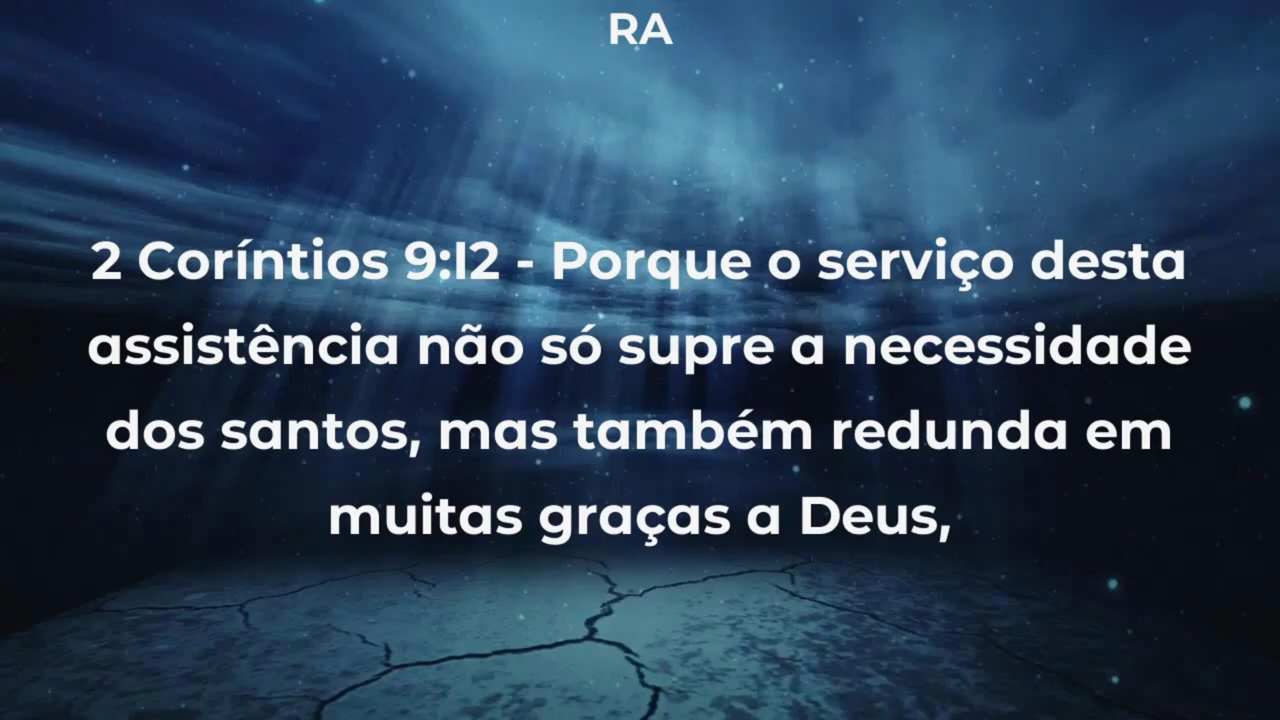 RA
2 Coríntios 9:12 - Porque o serviço desta
assistência não só supre a necessidade
dos santos, mas também redunda em
muitas graças a Deus,